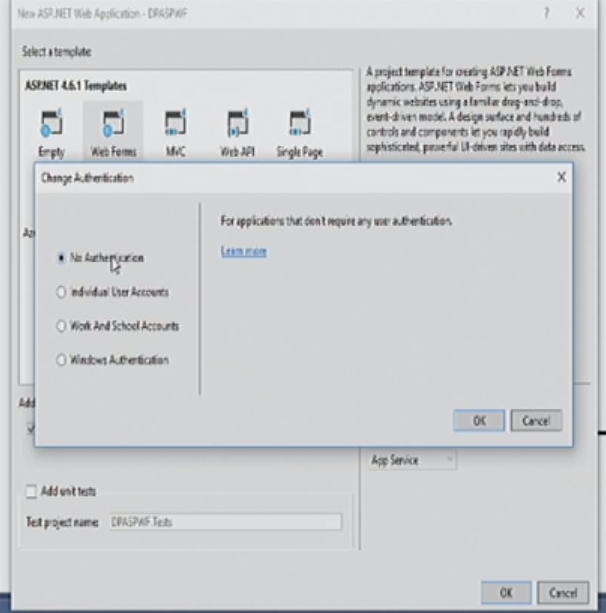 New ASP.NET Web Application - DPASPWF
? X
Select a template:
ASP.NET 4.6.1 Templates
Empty
Web Forms
MVC
Web API
Single Page
A project template for creating ASP.NET Web Forms
applications. ASP.NET Web Forms lets you build
dynamic websites using a familiar drag-and-drop,
event-driven model. A design surface and hundreds of
controls and components let you rapidly build
sophisticated, powerful UI-driven sites with data access.
Change Authentication
X
No Authentication
Individual User Accounts
Work And School Accounts
Windows Authentication
For applications that don't require any user authentication.
Learn more
OK
Cancel
Add
App Service
Add unit tests
Test project name: DPASPWF.Tests
OK
Cancel